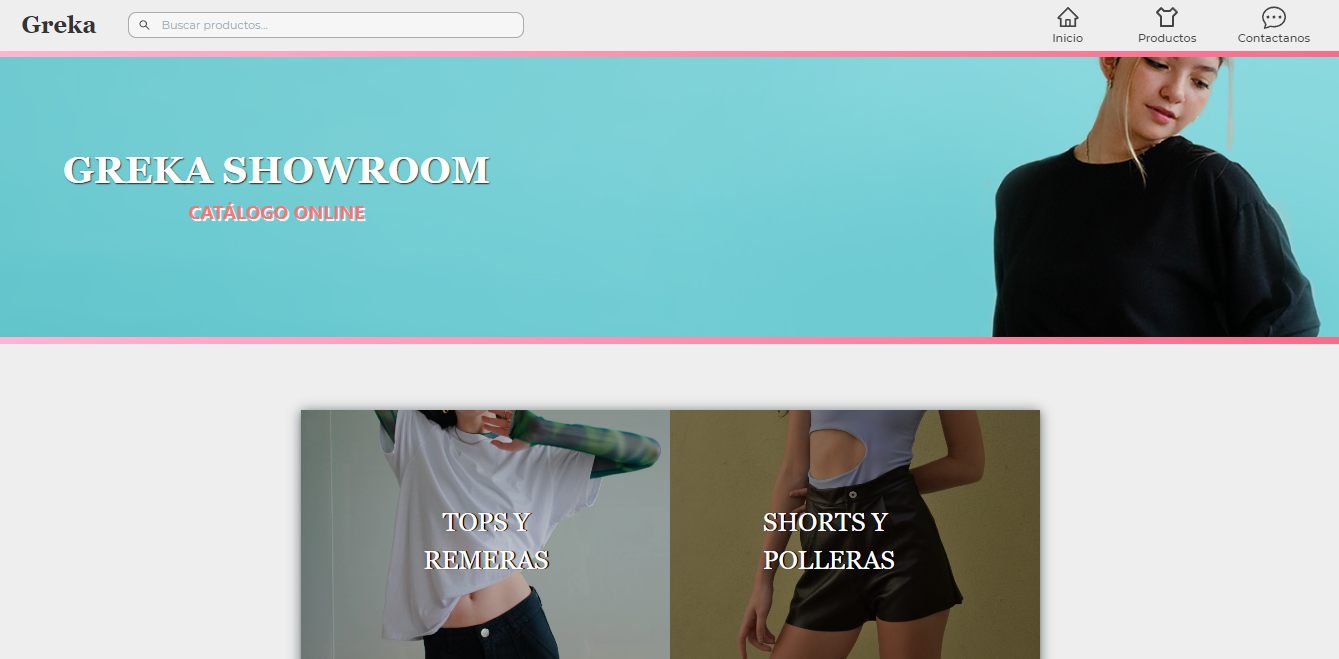 Greka
Buscar productos...
Inicio
Productos
Contactanos
GREKA SHOWROOM
CATÁLOGO ONLINE
TOPS Y
REMERAS
SHORTS Y
POLLERAS